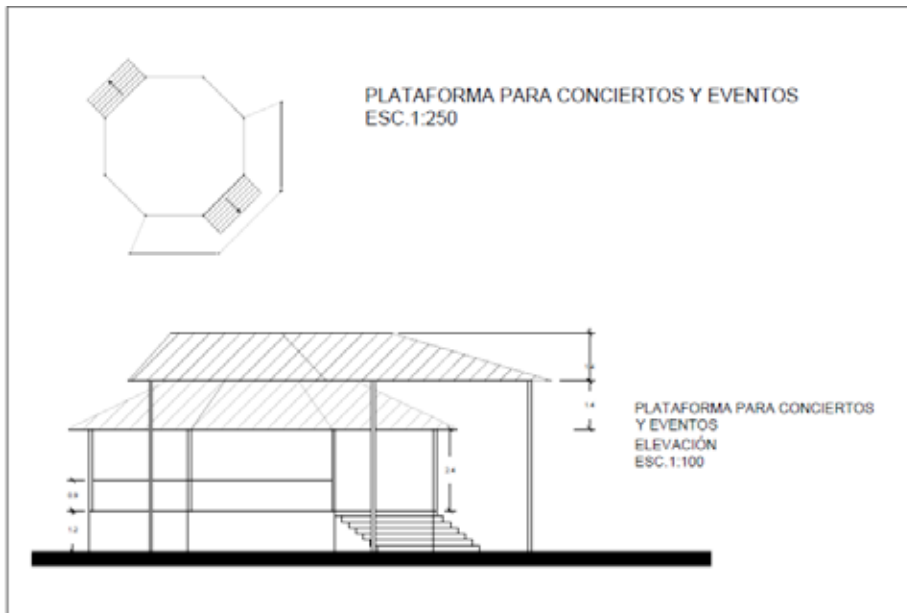 PLATAFORMA PARA CONCIERTOS Y EVENTOS
ESC.1:250
1.4
PLATAFORMA PARA CONCIERTOS
Y EVENTOS
ELEVACIÓN
ESC.1:100
2.4
0.9
1.2